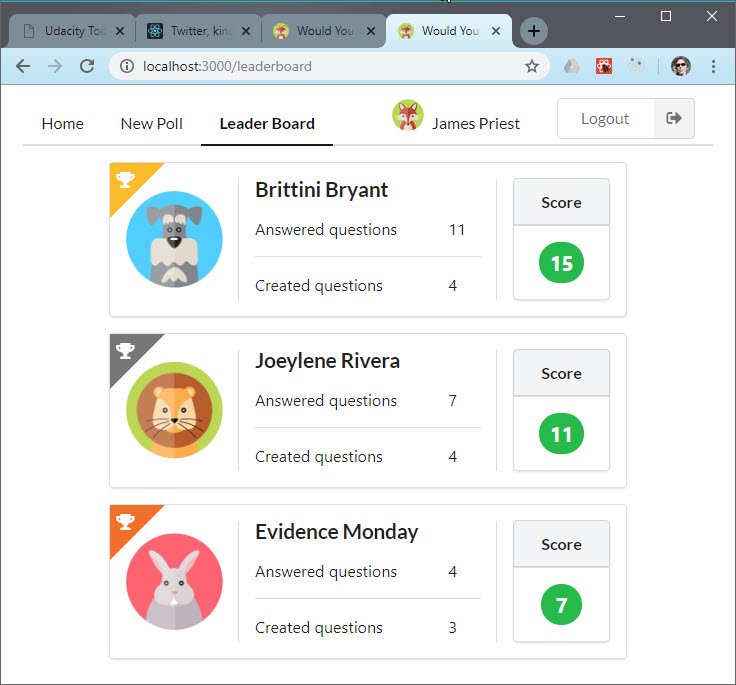 Udacity Tod
Twitter, kind
Would You
Would You
localhost:3000/leaderboard
Home New Poll Leader Board James Priest Logout
Brittini Bryant
Answered questions 11
Created questions 4
Score
15
Joeylene Rivera
Answered questions 7
Created questions 4
Score
11
Evidence Monday
Answered questions 4
Created questions 3
Score
7